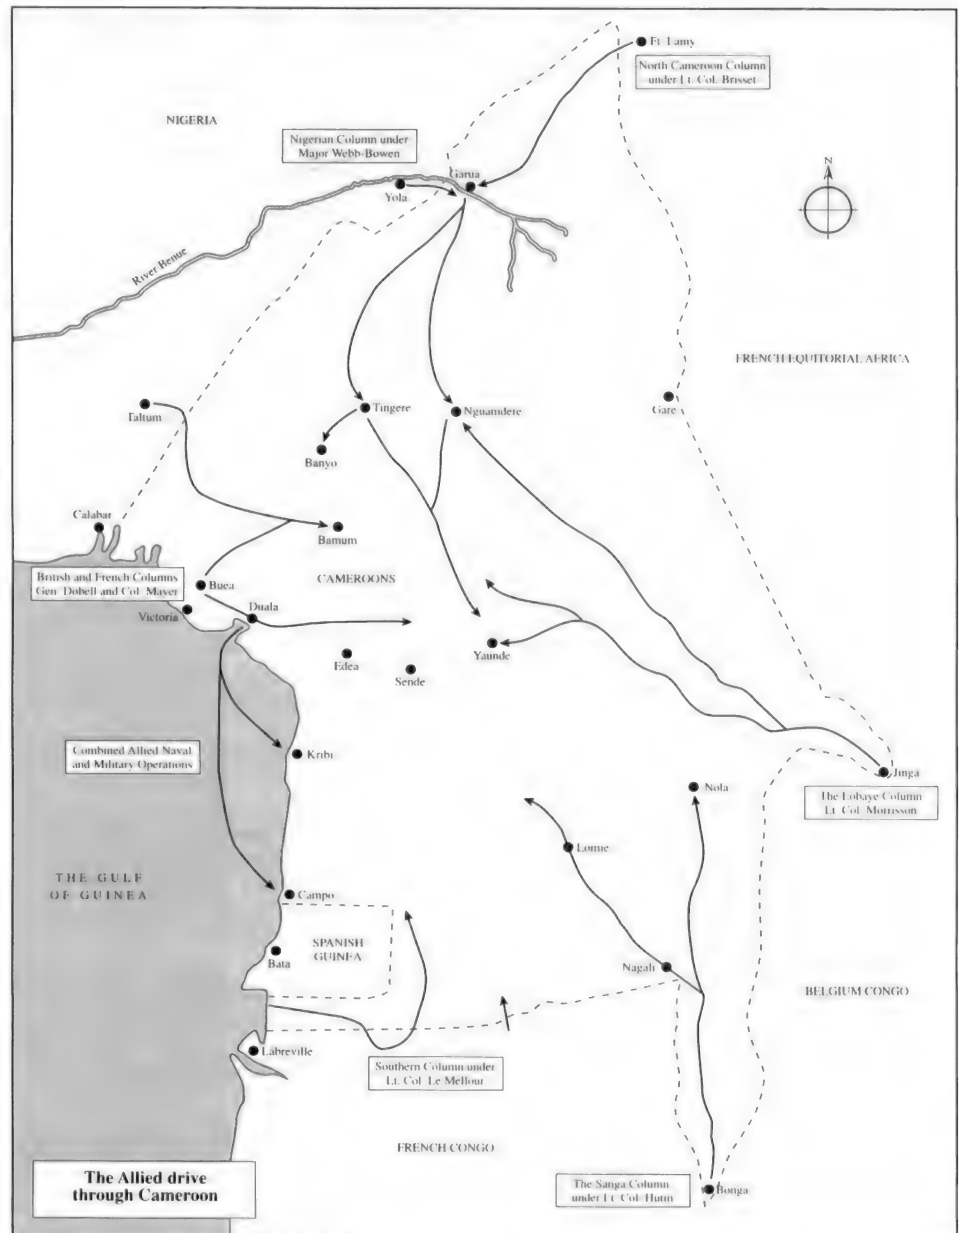 Ft. Lamy
North Cameroon Column
under Lt. Col. Brisset
NIGERIA
Nigerian Column under
Major Webb-Bowen
N
Garua
Yola
River Benue
FRENCH EQUITORIAL AFRICA
Taltum
Tingere
Nguamdere
Gare
Banyo
Calabar
Bamum
British and French Columns
Gen. Dobell and Col. Mayer
Buea
CAMEROONS
Victoria
Duala
Edea
Sende
Yaunde
Combined Allied Naval
and Military Operations
Kribi
Jinga
Nola
The Lobaye Column
Lt. Col. Morrisson
Lomie
THE GULF
OF GUINEA
Campo
SPANISH
GUINEA
Bata
Nagali
BELGIUM CONGO
Labreville
Southern Column under
Lt. Col. Le Mellour
FRENCH CONGO
The Allied drive
through Cameroon
The Sanga Column
under Lt. Col. Hutin
Bonga